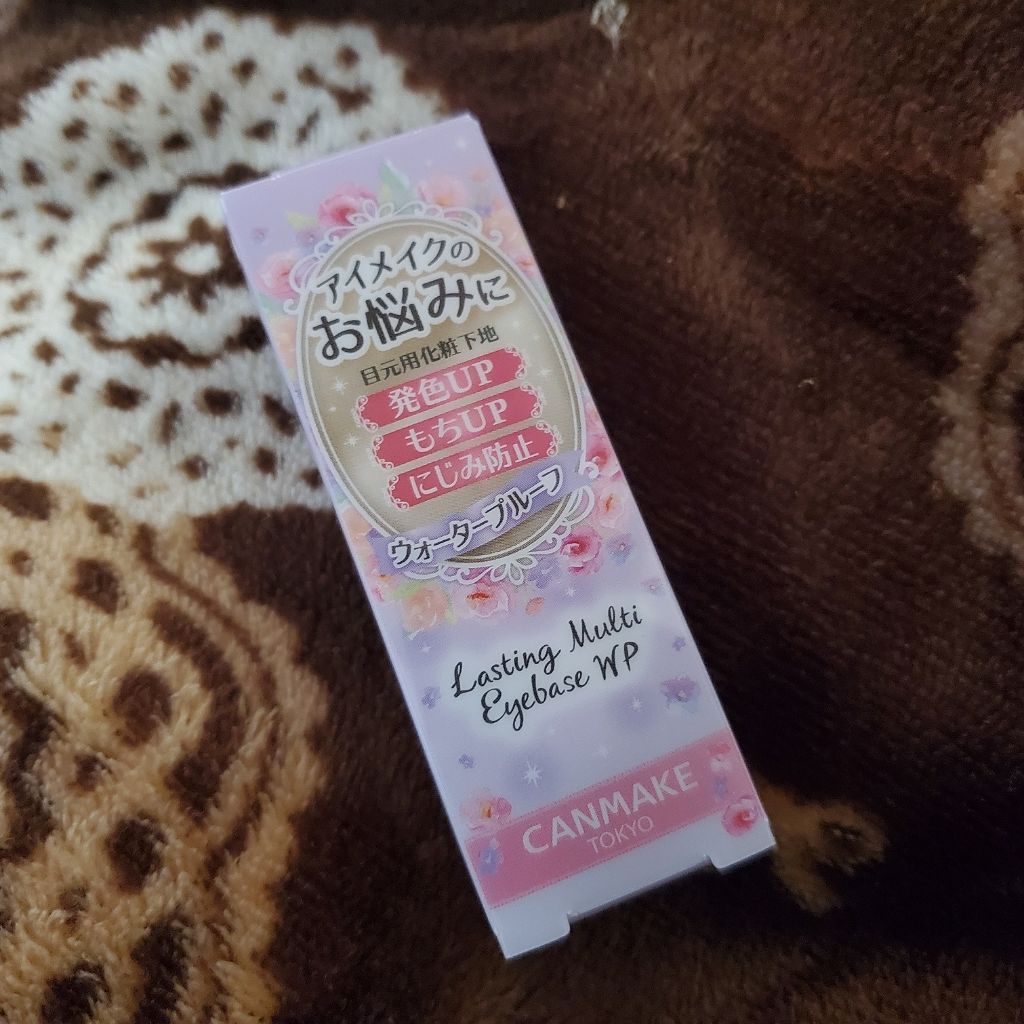 アイメイクの
お悩みに
目元用化粧下地
発色UP
もちUP
にじみ防止
ウォータープルーフ
Lasting Multi
Eyebase WP
CANMAKE
TOKYO